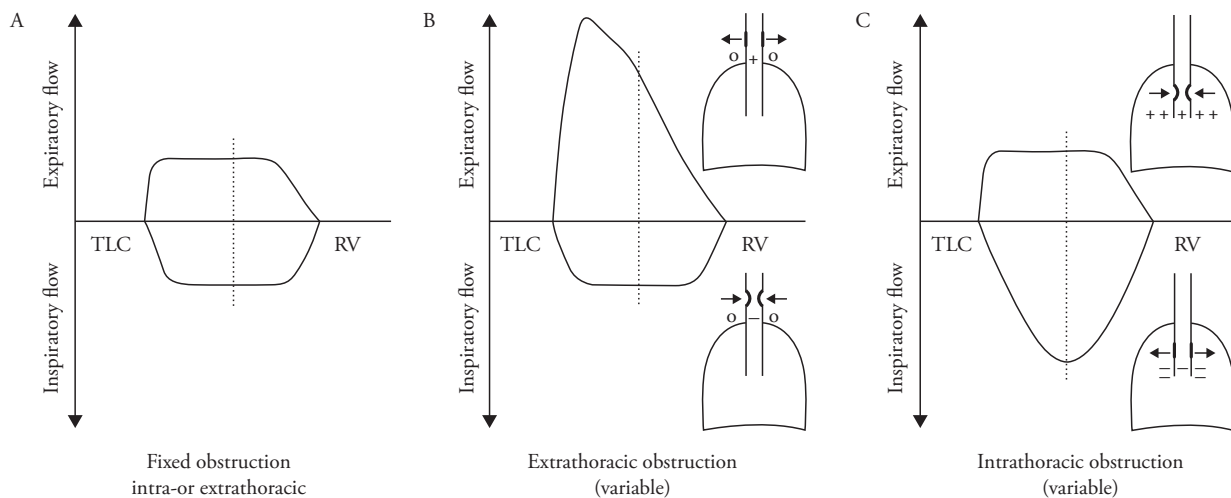 A
Expiratory flow
Inspiratory flow
TLC
RV
Fixed obstruction
intra-or extrathoracic
B
Expiratory flow
Inspiratory flow
TLC
RV
o + o
o – o
Extrathoracic obstruction
(variable)
C
Expiratory flow
Inspiratory flow
TLC
RV
+ + + + +
– – –
– –
Intrathoracic obstruction
(variable)